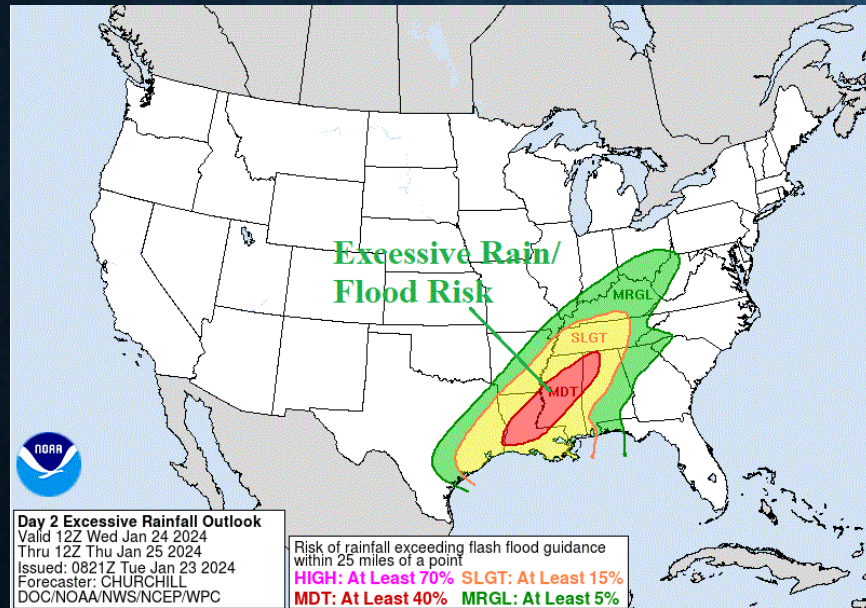 Excessive Rain/
Flood Risk
MRGL
SLGT
MDT
NOAA
Day 2 Excessive Rainfall Outlook
Valid 12Z Wed Jan 24 2024
Thru 12Z Thu Jan 25 2024
Issued: 0821Z Tue Jan 23 2024
Forecaster: CHURCHILL
DOC/NOAA/NWS/NCEP/WPC
Risk of rainfall exceeding flash flood guidance
within 25 miles of a point
HIGH: At Least 70% SLGT: At Least 15%
MDT: At Least 40% MRGL: At Least 5%